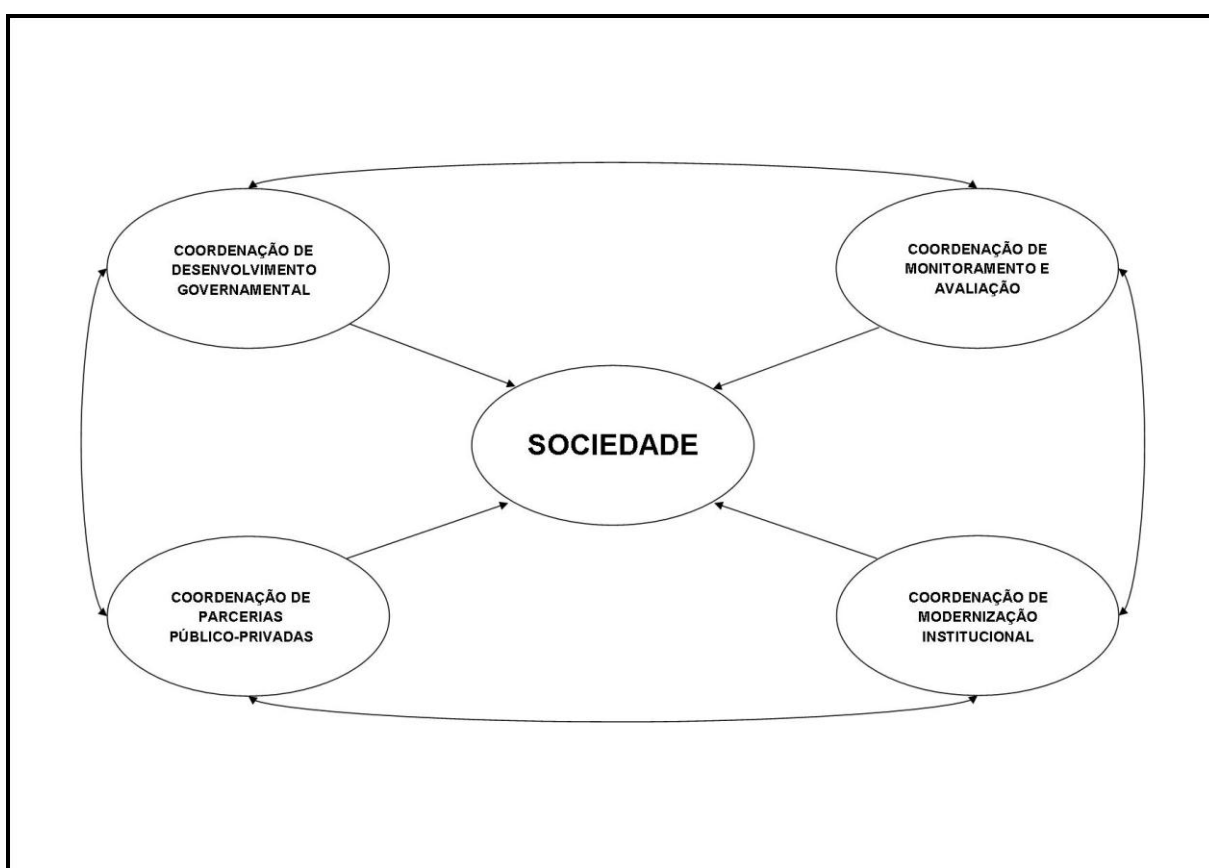 COORDENAÇÃO DE
DESENVOLVIMENTO
GOVERNAMENTAL
COORDENAÇÃO DE
MONITORAMENTO E
AVALIAÇÃO
SOCIEDADE
COORDENAÇÃO DE
PARCERIAS
PÚBLICO-PRIVADAS
COORDENAÇÃO DE
MODERNIZAÇÃO
INSTITUCIONAL